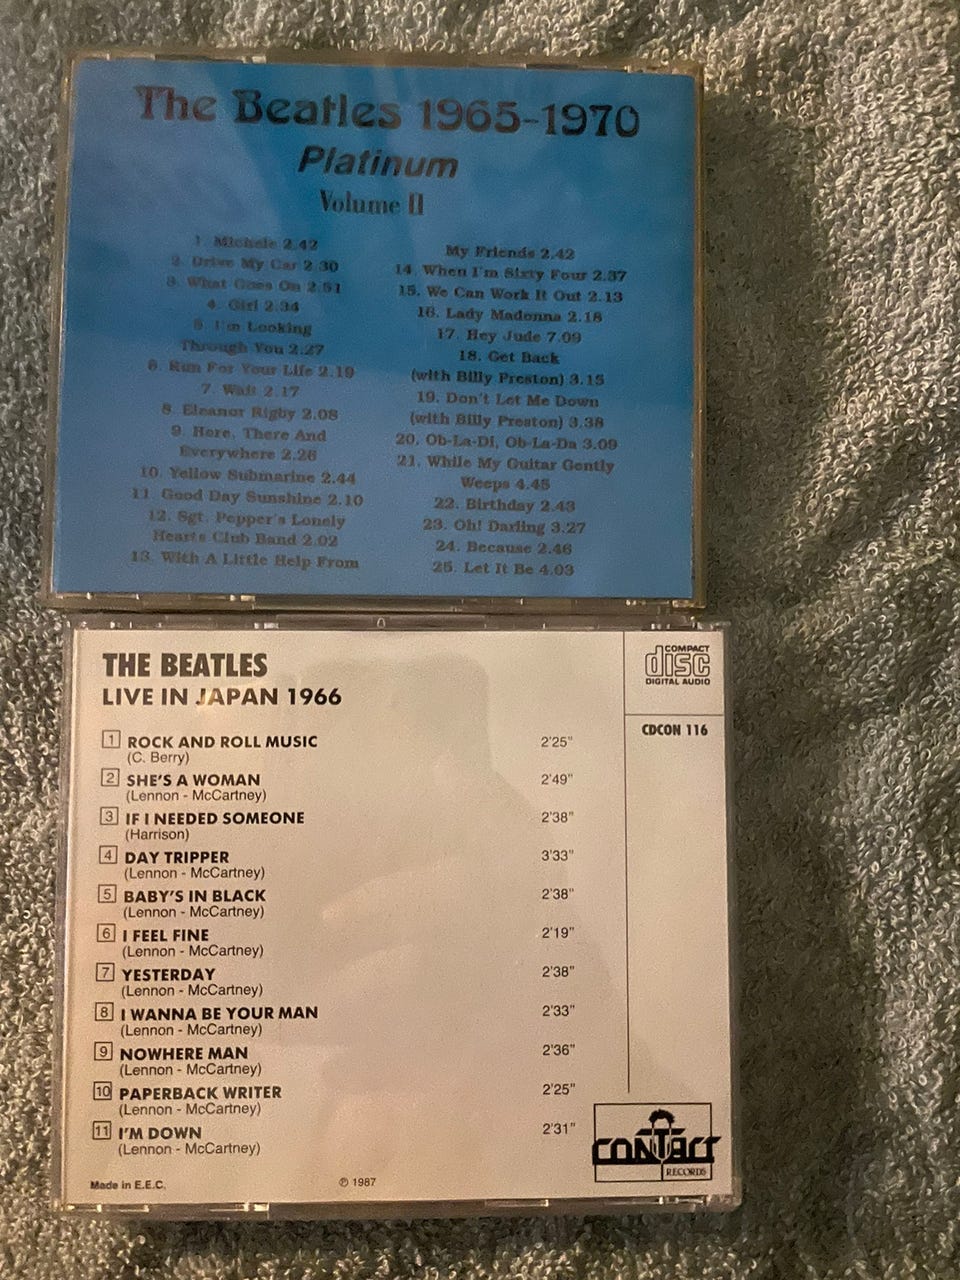 The Beatles 1965-1970
Platinum
Volume II
1. Michele 2.42
2. Drive My Car 2.30
3. What Goes On 2.51
4. Girl 2.34
5. I'm Looking
Through You 2.27
6. Run For Your Life 2.19
7. Wait 2.17
8. Eleanor Rigby 2.08
9. Here, There And
Everywhere 2.26
10. Yellow Submarine 2.44
11. Good Day Sunshine 2.10
12. Sgt. Pepper's Lonely
Hearts Club Band 2.02
13. With A Little Help From
My Friends 2.42
14. When I'm Sixty Four 2.37
15. We Can Work It Out 2.13
16. Lady Madonna 2.18
17. Hey Jude 7.09
18. Get Back
(with Billy Preston) 3.15
19. Don't Let Me Down
(with Billy Preston) 3.38
20. Ob-La-Di, Ob-La-Da 3.09
21. While My Guitar Gently
Weeps 4.45
22. Birthday 2.43
23. Oh! Darling 3.27
24. Because 2.46
25. Let It Be 4.03
THE BEATLES
LIVE IN JAPAN 1966
COMPACT
disc
DIGITAL AUDIO
CDCON 116
1 ROCK AND ROLL MUSIC 2'25"
(C. Berry)
2 SHE'S A WOMAN 2'49"
(Lennon - McCartney)
3 IF I NEEDED SOMEONE 2'38"
(Harrison)
4 DAY TRIPPER 3'33"
(Lennon - McCartney)
5 BABY'S IN BLACK 2'38"
(Lennon - McCartney)
6 I FEEL FINE 2'19"
(Lennon - McCartney)
7 YESTERDAY 2'38"
(Lennon - McCartney)
8 I WANNA BE YOUR MAN 2'33"
(Lennon - McCartney)
9 NOWHERE MAN 2'36"
(Lennon - McCartney)
10 PAPERBACK WRITER 2'25"
(Lennon - McCartney)
11 I'M DOWN 2'31"
(Lennon - McCartney)
CONTACT
RECORDS
Made in E.E.C.
℗ 1987